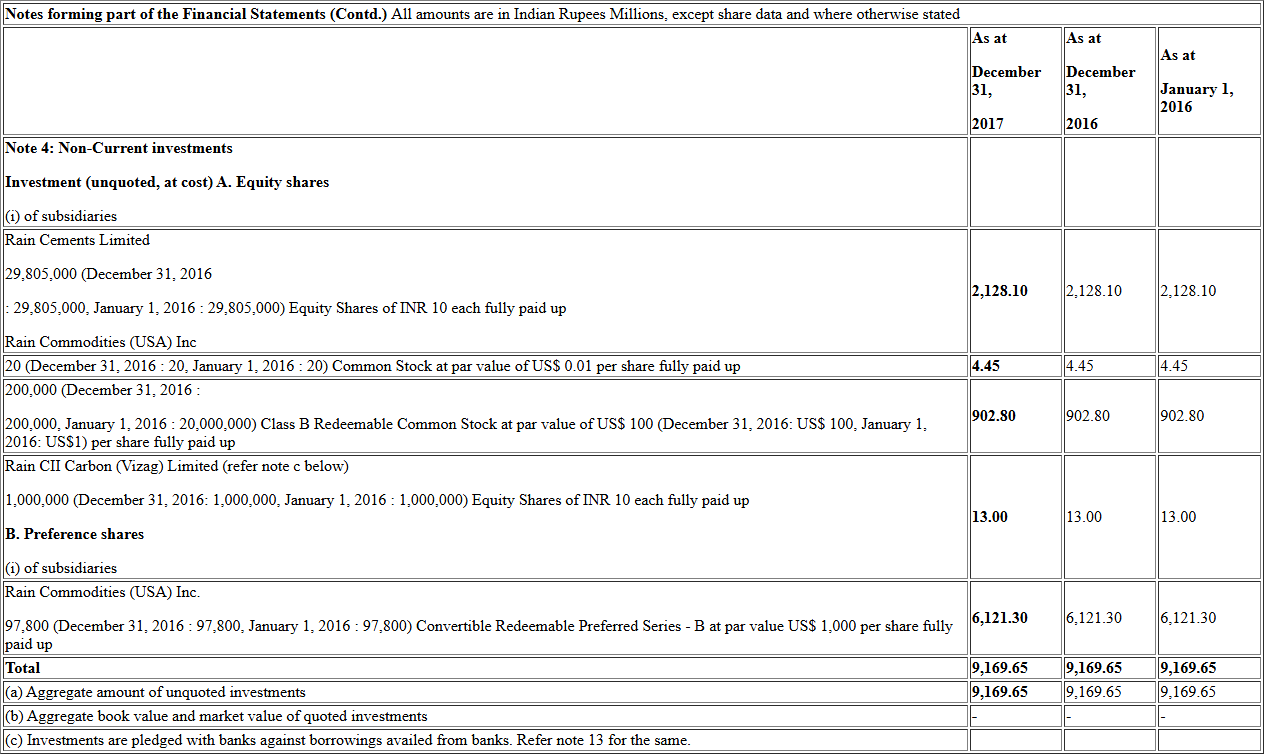 Notes forming part of the Financial Statements (Contd.) All amounts are in Indian Rupees Millions, except share data and where otherwise stated
As at
December
31,
2017
As at
December
31,
2016
As at
January 1,
2016
Note 4: Non-Current investments
Investment (unquoted, at cost) A. Equity shares
(i) of subsidiaries
Rain Cements Limited
29,805,000 (December 31, 2016
: 29,805,000, January 1, 2016 : 29,805,000) Equity Shares of INR 10 each fully paid up
Rain Commodities (USA) Inc
2,128.10 2,128.10 2,128.10
20 (December 31, 2016 : 20, January 1, 2016 : 20) Common Stock at par value of US$ 0.01 per share fully paid up 4.45 4.45 4.45
200,000 (December 31, 2016 :
200,000, January 1, 2016 : 20,000,000) Class B Redeemable Common Stock at par value of US$ 100 (December 31, 2016: US$ 100, January 1,
2016: US$1) per share fully paid up
902.80 902.80 902.80
Rain CII Carbon (Vizag) Limited (refer note c below)
1,000,000 (December 31, 2016: 1,000,000, January 1, 2016 : 1,000,000) Equity Shares of INR 10 each fully paid up
B. Preference shares
(i) of subsidiaries
13.00 13.00 13.00
Rain Commodities (USA) Inc.
97,800 (December 31, 2016 : 97,800, January 1, 2016 : 97,800) Convertible Redeemable Preferred Series - B at par value US$ 1,000 per share fully
paid up
6,121.30 6,121.30 6,121.30
Total 9,169.65 9,169.65 9,169.65
(a) Aggregate amount of unquoted investments 9,169.65 9,169.65 9,169.65
(b) Aggregate book value and market value of quoted investments - - -
(c) Investments are pledged with banks against borrowings availed from banks. Refer note 13 for the same.